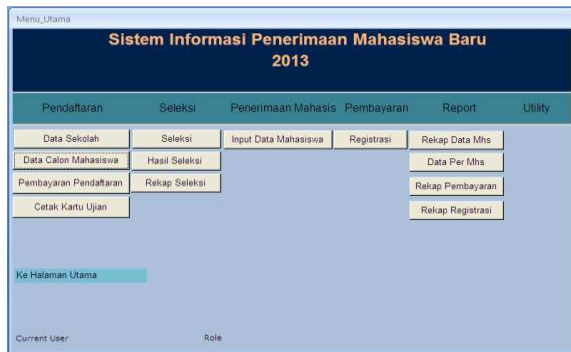 Menu_Utama
Sistem Informasi Penerimaan Mahasiswa Baru
2013
Pendaftaran Seleksi Penerimaan Mahasis Pembayaran Report Utility
Data Sekolah Seleksi Input Data Mahasiswa Registrasi Rekap Data Mhs
Data Calon Mahasiswa Hasil Seleksi Data Per Mhs
Pembayaran Pendaftaran Rekap Seleksi Rekap Pembayaran
Cetak Kartu Ujian Rekap Registrasi
Ke Halaman Utama
Current User Role